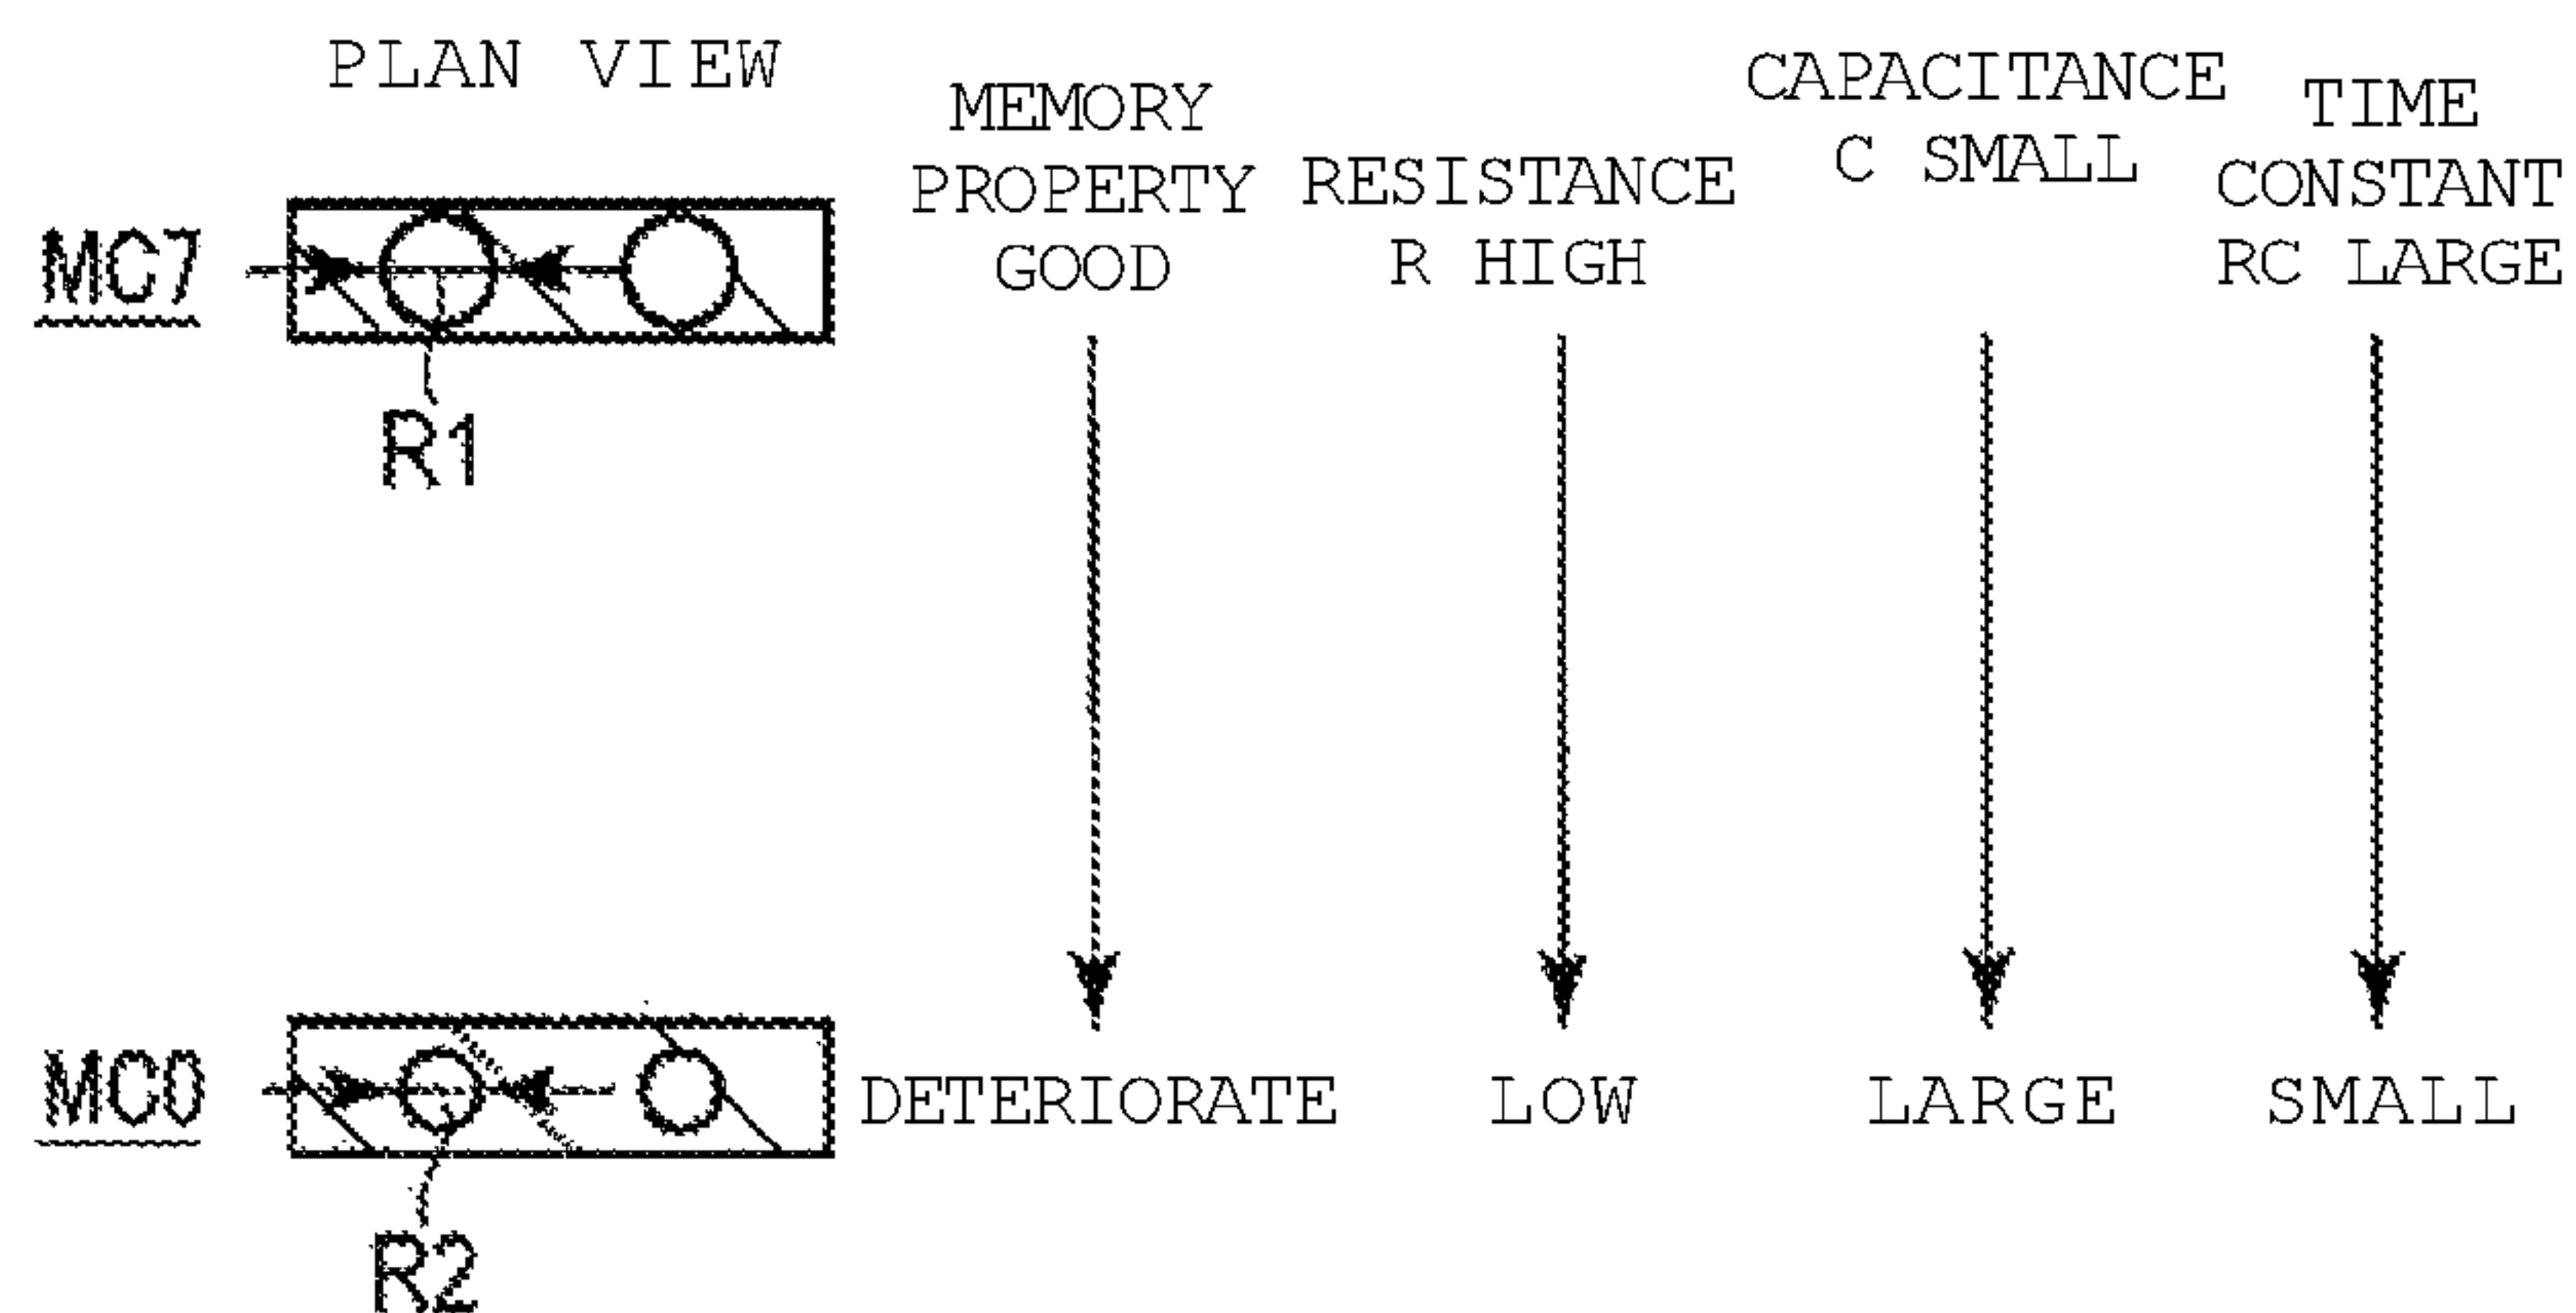 PLAN VIEW
MEMORY
PROPERTY
GOOD
RESISTANCE
R HIGH
CAPACITANCE
C SMALL
TIME
CONSTANT
RC LARGE
MC7
R1
MC0
DETERIORATE
LOW
LARGE
SMALL
R2